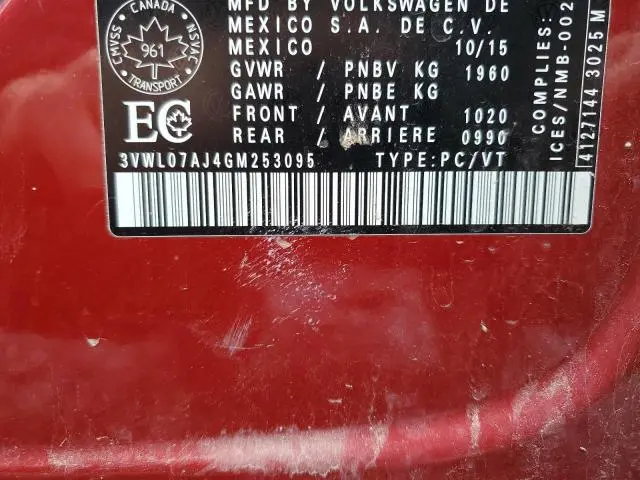 MFD BY VOLKSWAGEN DE
MEXICO S.A. DE C.V.
MEXICO 10/15
GVWR / PNBV KG 1960
GAWR / PNBE KG
FRONT / AVANT 1020
REAR / ARRIERE 0990
3VWL07AJ4GM253095 TYPE:PC/VT
CANADA
CMVSS
961
NSVAC
TRANSPORT
EC
COMPLIES:
ICES/NMB-002
4127144 3025 M